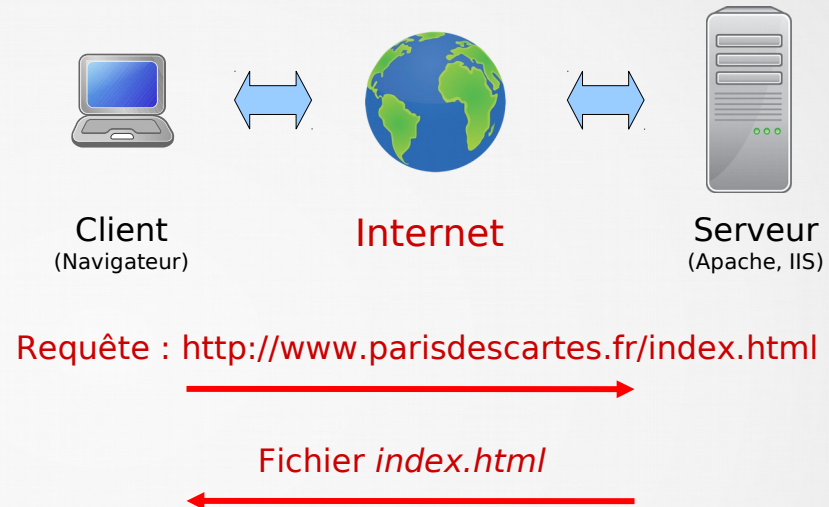 Client
(Navigateur)
Internet
Serveur
(Apache, IIS)
Requête : http://www.parisdescartes.fr/index.html
Fichier index.html